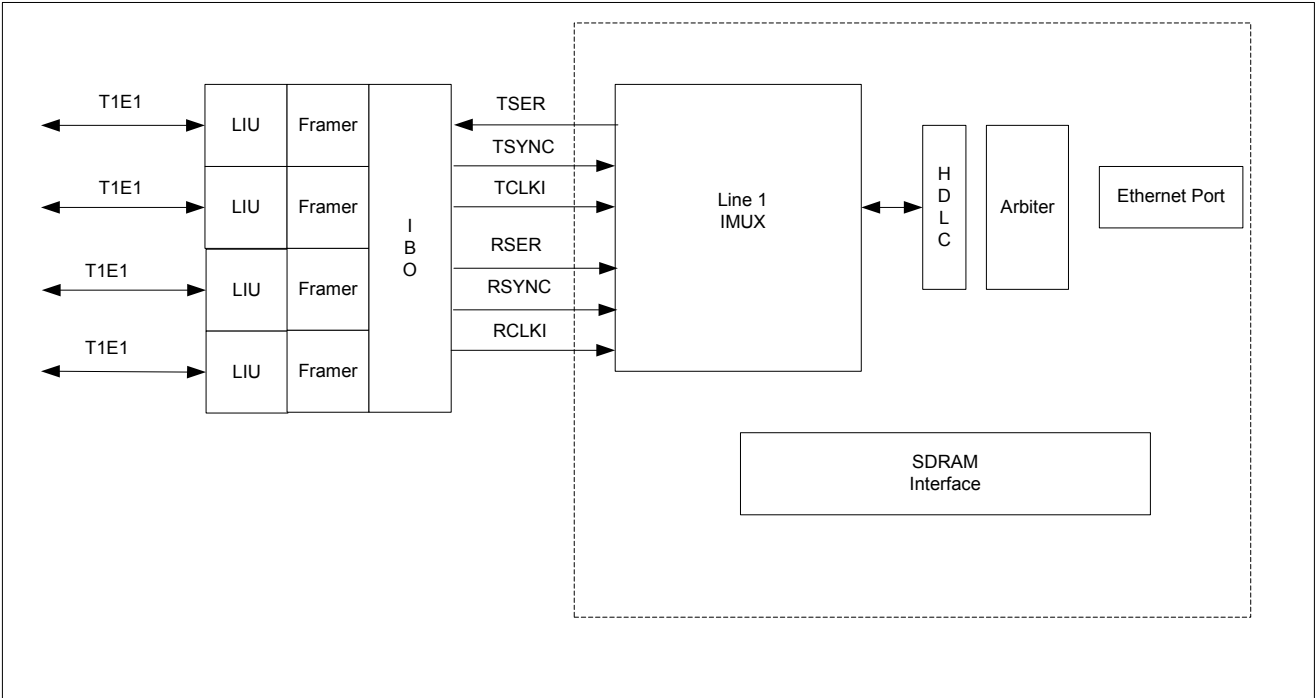 T1E1
LIU
Framer
T1E1
LIU
Framer
T1E1
LIU
Framer
T1E1
LIU
Framer
I
B
O
TSER
TSYNC
TCLKI
RSER
RSYNC
RCLKI
Line 1
IMUX
H
D
L
C
Arbiter
Ethernet Port
SDRAM
Interface